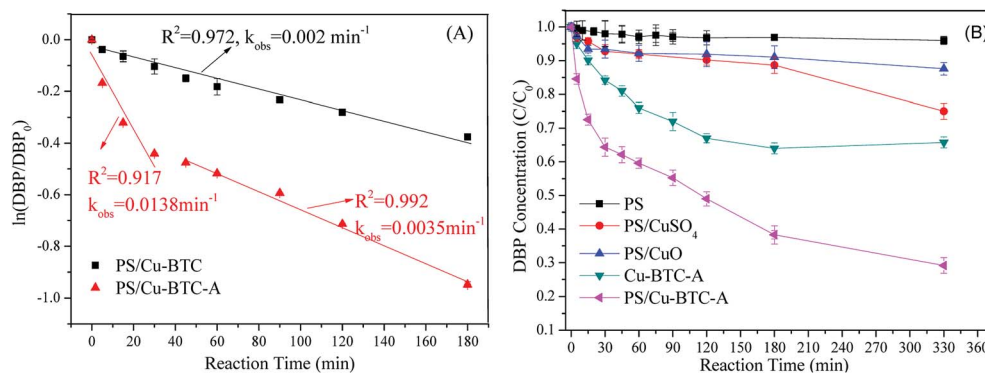 (A)
R²=0.972, k_obs=0.002 min⁻¹
R²=0.917
k_obs=0.0138min⁻¹
R²=0.992
k_obs=0.0035min⁻¹
PS/Cu-BTC
PS/Cu-BTC-A
ln(DBP/DBP₀)
0.0
-0.2
-0.4
-0.6
-0.8
-1.0
0 20 40 60 80 100 120 140 160 180
Reaction Time (min)
(B)
PS
PS/CuSO₄
PS/CuO
Cu-BTC-A
PS/Cu-BTC-A
DBP Concentration (C/C₀)
1.0
0.9
0.8
0.7
0.6
0.5
0.4
0.3
0.2
0.1
0 30 60 90 120 150 180 210 240 270 300 330 360
Reaction Time (min)